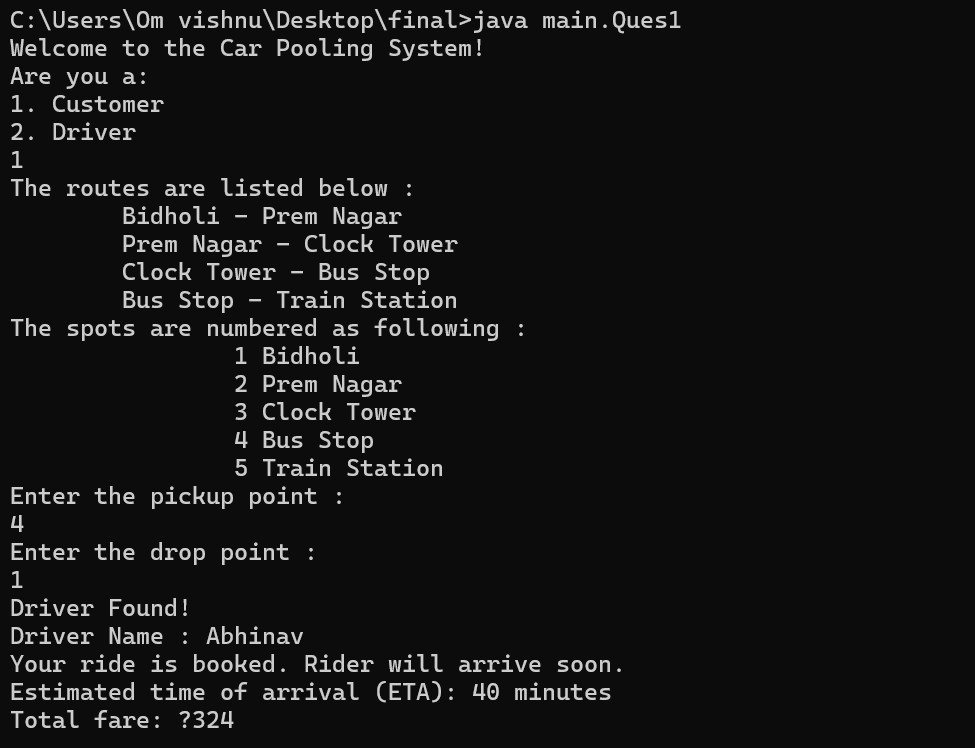 C:\Users\Om vishnu\Desktop\final>java main.Ques1
Welcome to the Car Pooling System!
Are you a:
1. Customer
2. Driver
1
The routes are listed below :
Bidholi - Prem Nagar
Prem Nagar - Clock Tower
Clock Tower - Bus Stop
Bus Stop - Train Station
The spots are numbered as following :
1 Bidholi
2 Prem Nagar
3 Clock Tower
4 Bus Stop
5 Train Station
Enter the pickup point :
4
Enter the drop point :
1
Driver Found!
Driver Name : Abhinav
Your ride is booked. Rider will arrive soon.
Estimated time of arrival (ETA): 40 minutes
Total fare: ?324